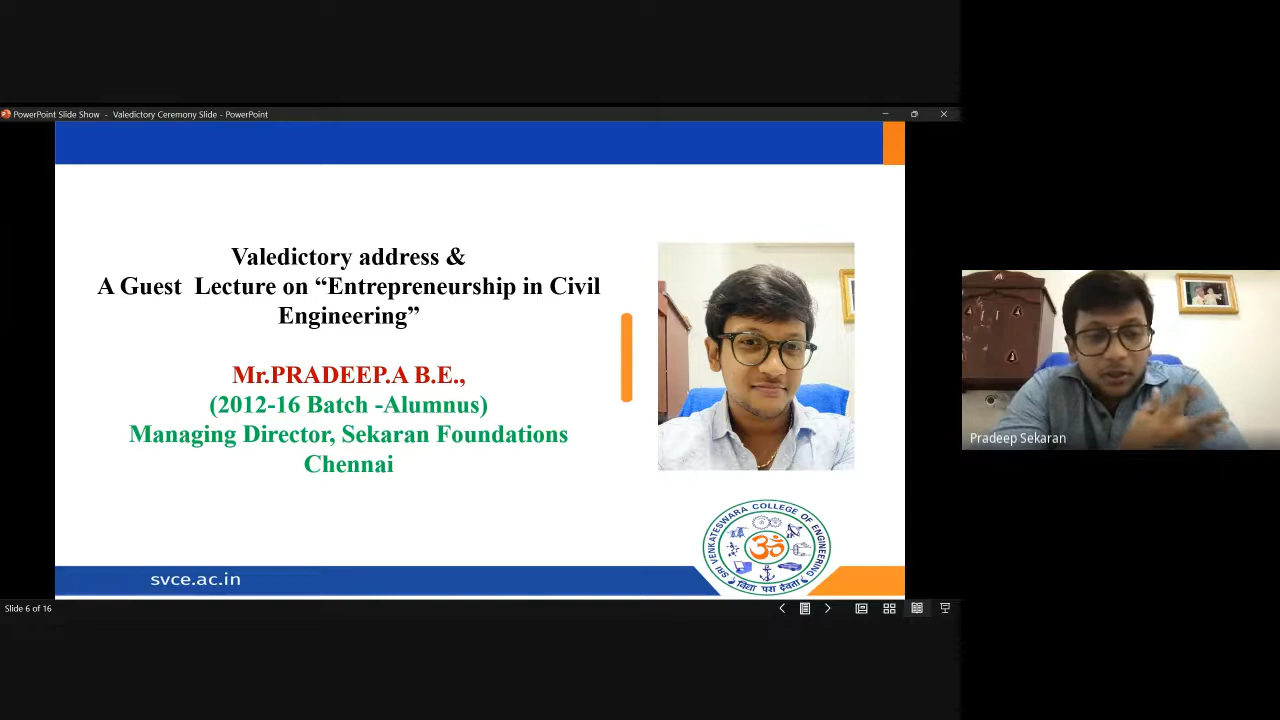 PowerPoint Slide Show - Valedictory Ceremony Slide - PowerPoint
Valedictory address &
A Guest Lecture on “Entrepreneurship in Civil
Engineering”
Mr.PRADEEP.A B.E.,
(2012-16 Batch -Alumnus)
Managing Director, Sekaran Foundations
Chennai
SRI VENKATESWARA COLLEGE OF ENGINEERING
विद्या परा देवता
svce.ac.in
Slide 6 of 16
Pradeep Sekaran